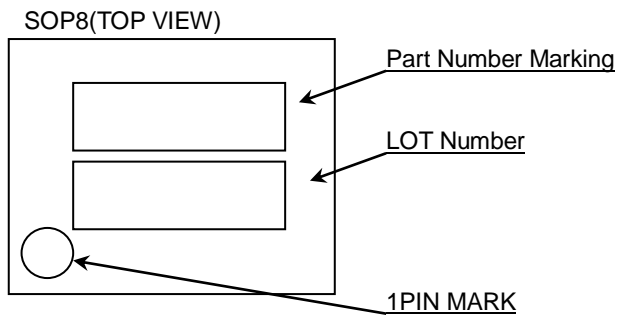 SOP8(TOP VIEW)
Part Number Marking
LOT Number
1PIN MARK